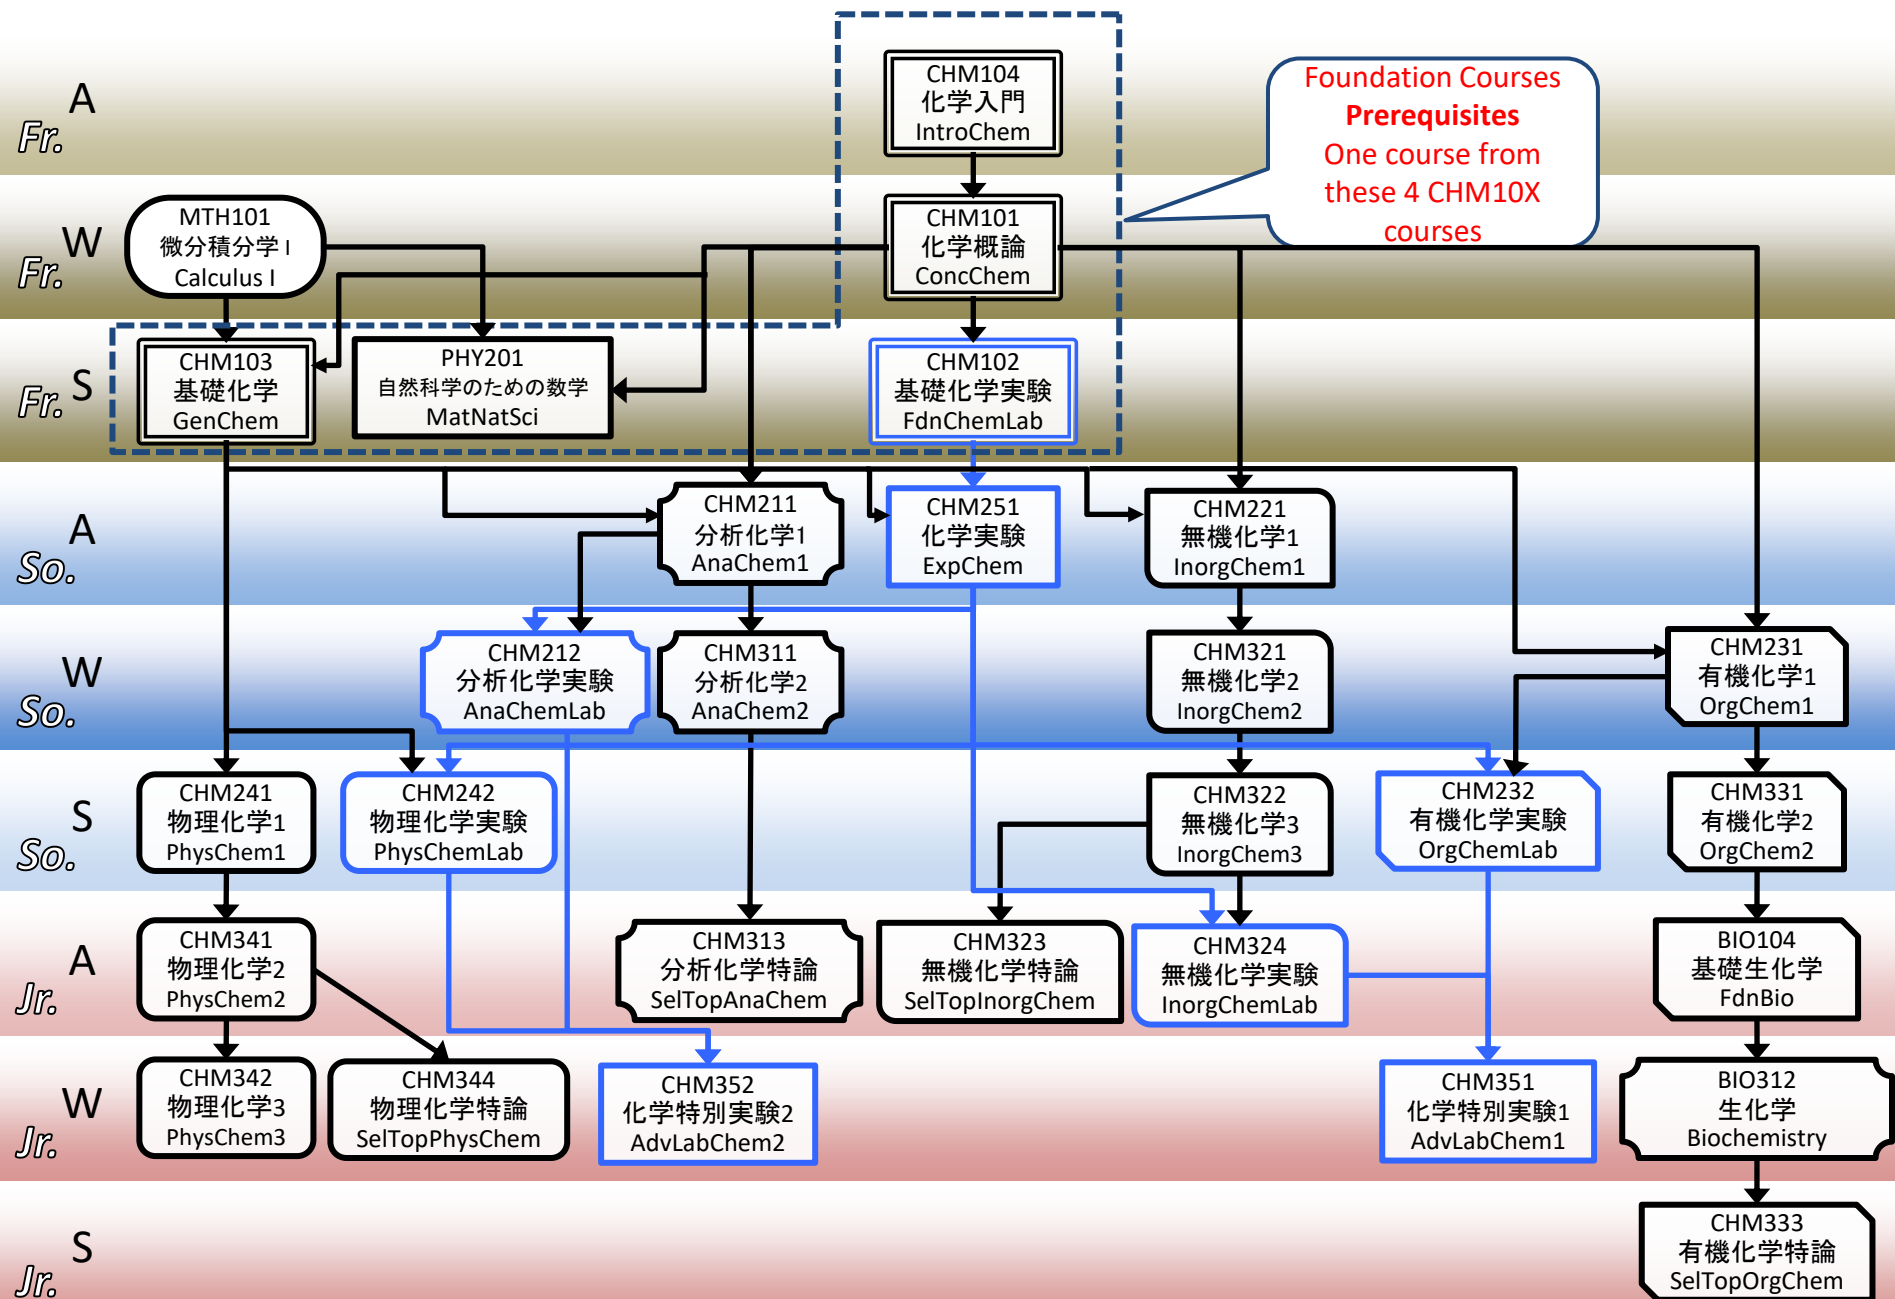 A
Fr.
CHM104
化学入門
IntroChem
Foundation Courses
Prerequisites
One course from
these 4 CHM10X
courses
W
Fr.
MTH101
微分積分学 I
Calculus I
CHM101
化学概論
ConcChem
S
Fr.
CHM103
基礎化学
GenChem
PHY201
自然科学のための数学
MatNatSci
CHM102
基礎化学実験
FdnChemLab
A
So.
CHM211
分析化学1
AnaChem1
CHM251
化学実験
ExpChem
CHM221
無機化学1
InorgChem1
W
So.
CHM212
分析化学実験
AnaChemLab
CHM311
分析化学2
AnaChem2
CHM321
無機化学2
InorgChem2
CHM231
有機化学1
OrgChem1
S
So.
CHM241
物理化学1
PhysChem1
CHM242
物理化学実験
PhysChemLab
CHM322
無機化学3
InorgChem3
CHM232
有機化学実験
OrgChemLab
CHM331
有機化学2
OrgChem2
A
Jr.
CHM341
物理化学2
PhysChem2
CHM313
分析化学特論
SelTopAnaChem
CHM323
無機化学特論
SelTopInorgChem
CHM324
無機化学実験
InorgChemLab
BIO104
基礎生化学
FdnBio
W
Jr.
CHM342
物理化学3
PhysChem3
CHM344
物理化学特論
SelTopPhysChem
CHM352
化学特別実験2
AdvLabChem2
CHM351
化学特別実験1
AdvLabChem1
BIO312
生化学
Biochemistry
S
Jr.
CHM333
有機化学特論
SelTopOrgChem